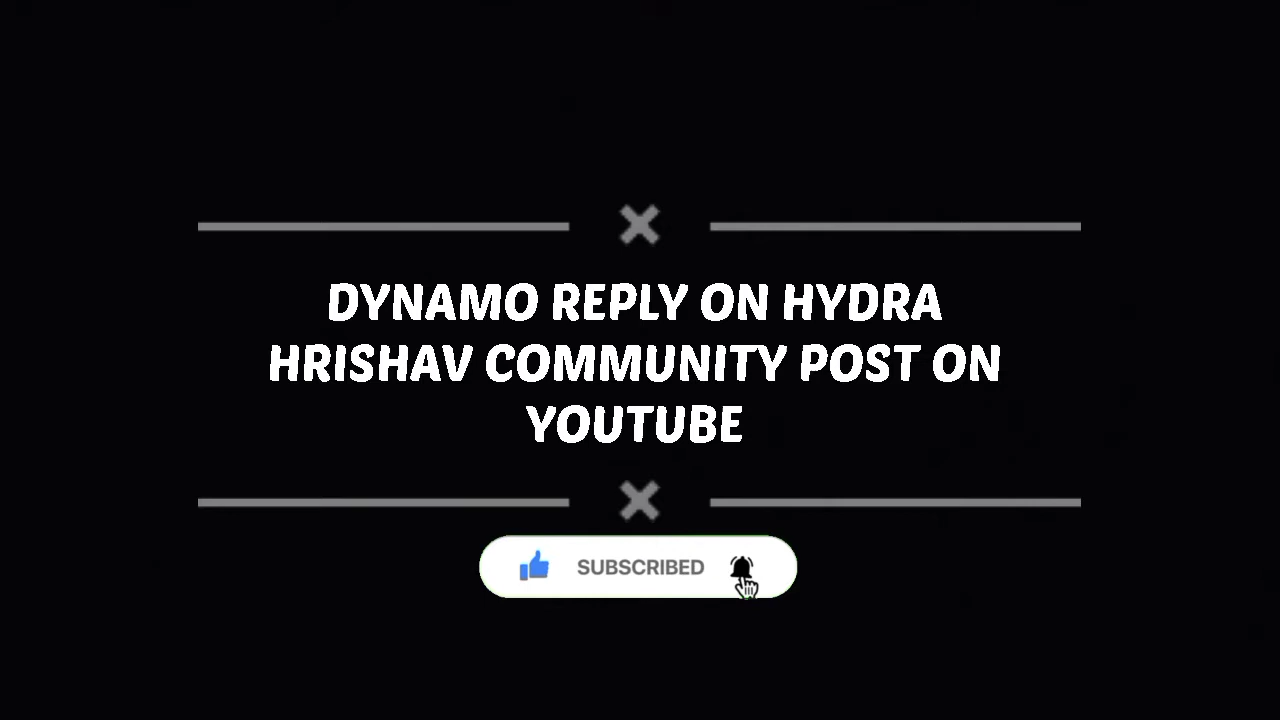 DYNAMO REPLY ON HYDRA
HRISHAV COMMUNITY POST ON
YOUTUBE
SUBSCRIBED